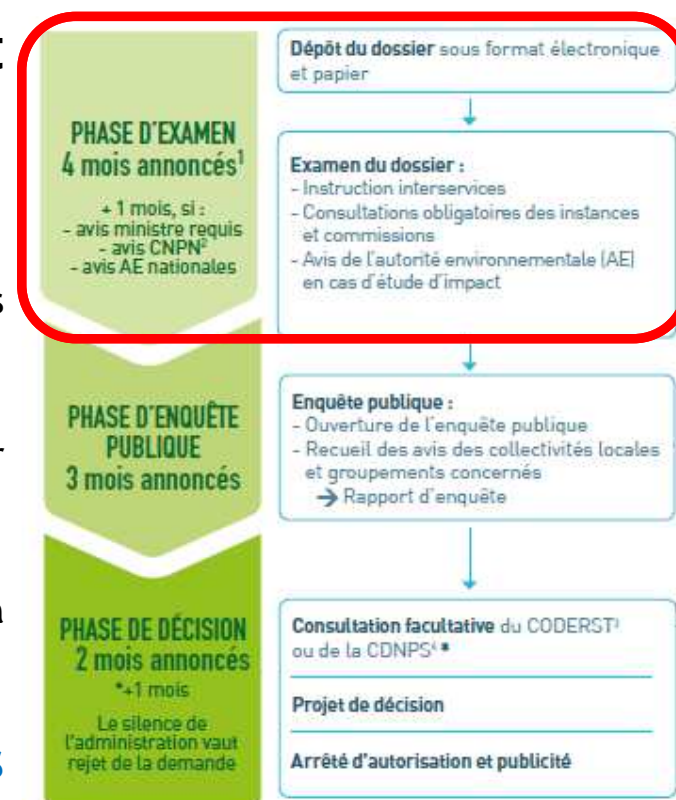 Dépôt du dossier sous format électronique
et papier
PHASE D'EXAMEN
4 mois annoncés¹
+ 1 mois, si :
- avis ministre requis
- avis CNPN²
- avis AE nationales
Examen du dossier :
- Instruction interservices
- Consultations obligatoires des instances
et commissions
- Avis de l'autorité environnementale (AE)
en cas d'étude d'impact
PHASE D'ENQUÊTE
PUBLIQUE
3 mois annoncés
Enquête publique :
- Ouverture de l'enquête publique
- Recueil des avis des collectivités locales
et groupements concernés
→ Rapport d'enquête
PHASE DE DÉCISION
2 mois annoncés
*+1 mois
Le silence de
l'administration vaut
rejet de la demande
Consultation facultative du CODERST³
ou de la CDNPS⁴ *
Projet de décision
Arrêté d'autorisation et publicité